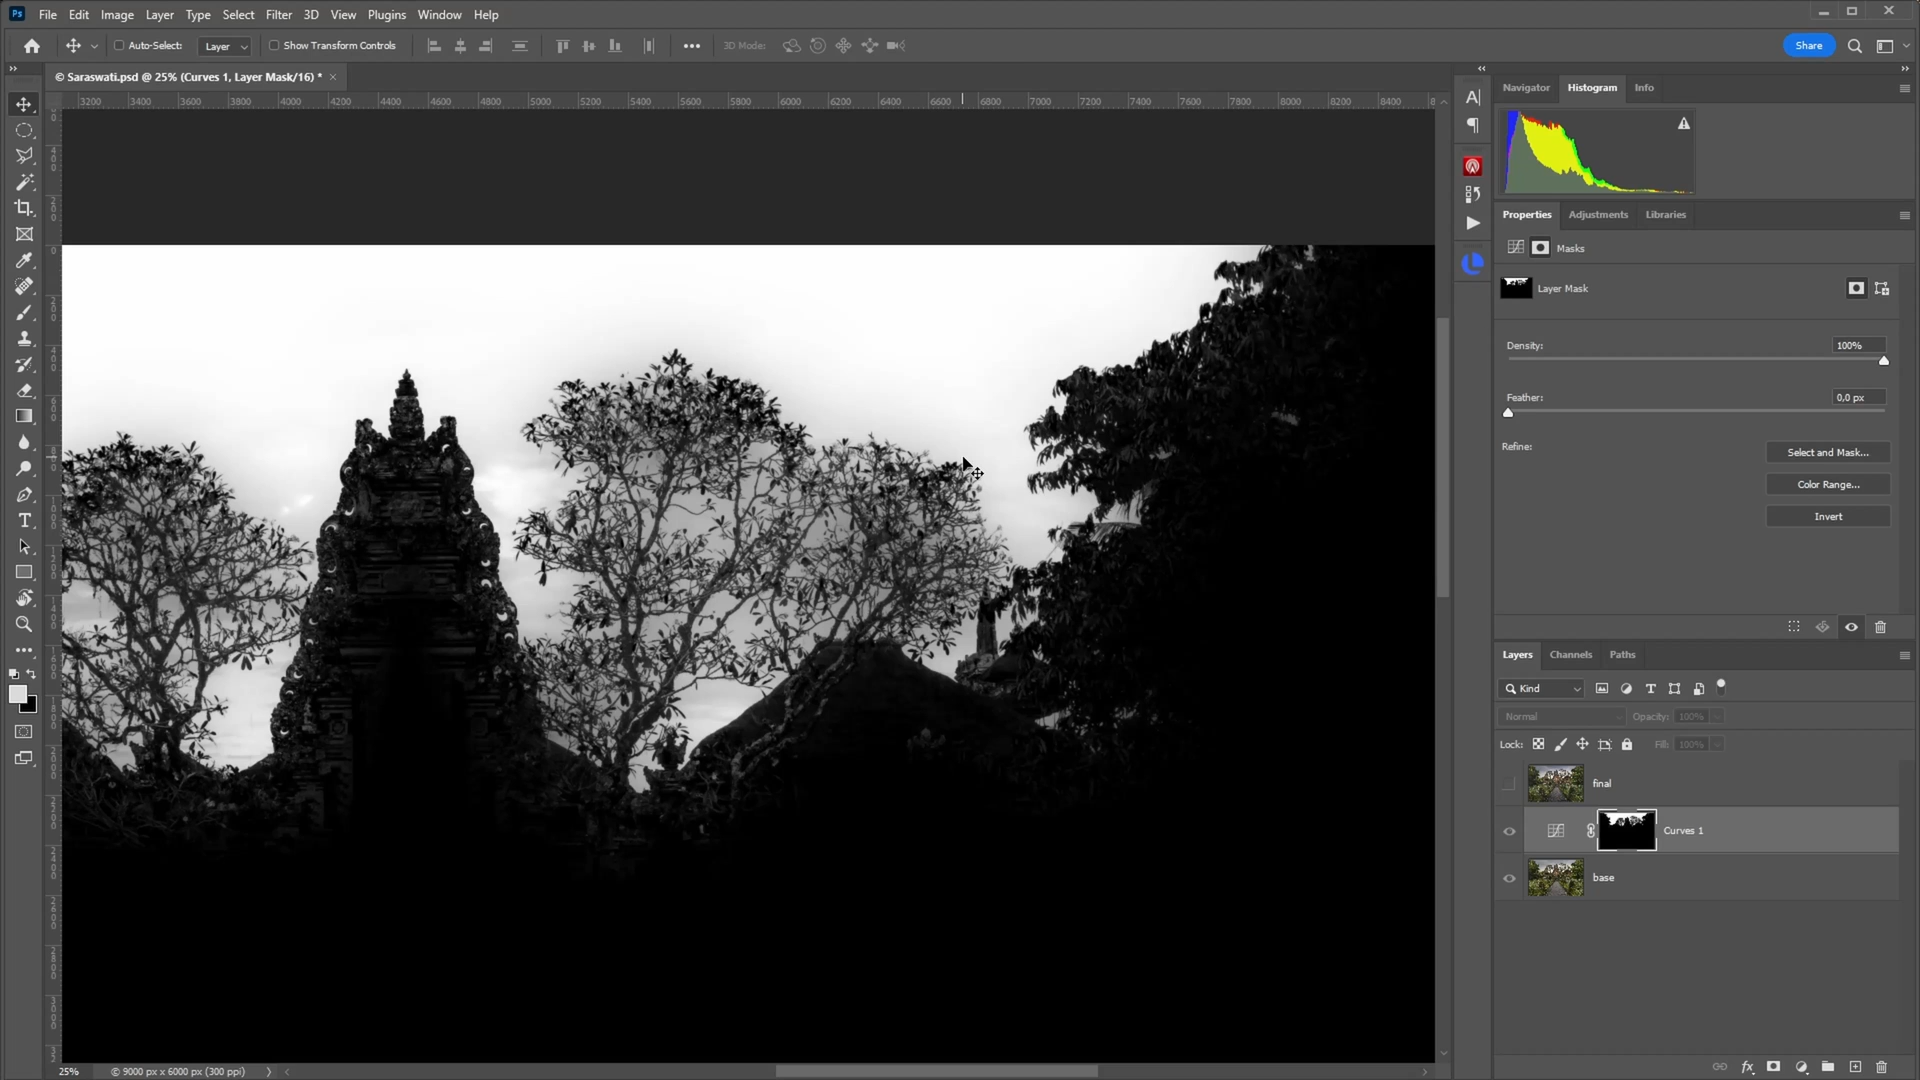 Ps File Edit Image Layer Type Select Filter 3D View Plugins Window Help
Auto-Select: Layer Show Transform Controls 3D Mode: Share
© Saraswati.psd @ 25% (Curves 1, Layer Mask/16) *
3200 3400 3600 3800 4000 4200 4400 4600 4800 5000 5200 5400 5600 5800 6000 6200 6400 6600 6800 7000 7200 7400 7600 7800 8000 8200 8400 8
Navigator Histogram Info
Properties Adjustments Libraries
Masks
Layer Mask
Density: 100%
Feather: 0,0 px
Refine: Select and Mask...
Color Range...
Invert
Layers Channels Paths
Kind
Normal Opacity: 100%
Lock: Fill: 100%
final
Curves 1
base
fx
25% © 9000 px x 6000 px (300 ppi)